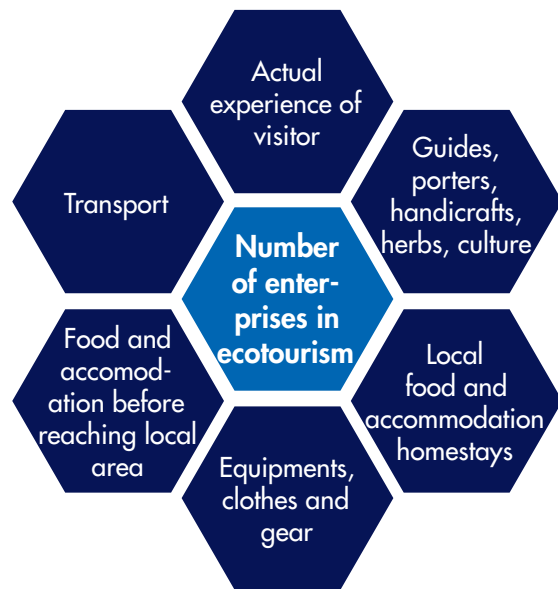 Actual
experience of
visitor
Guides,
porters,
handicrafts,
herbs, culture
Transport
Number
of enter-
prises in
ecotourism
Food and
accomod-
ation before
reaching local
area
Local
food and
accommodation
homestays
Equipments,
clothes and
gear